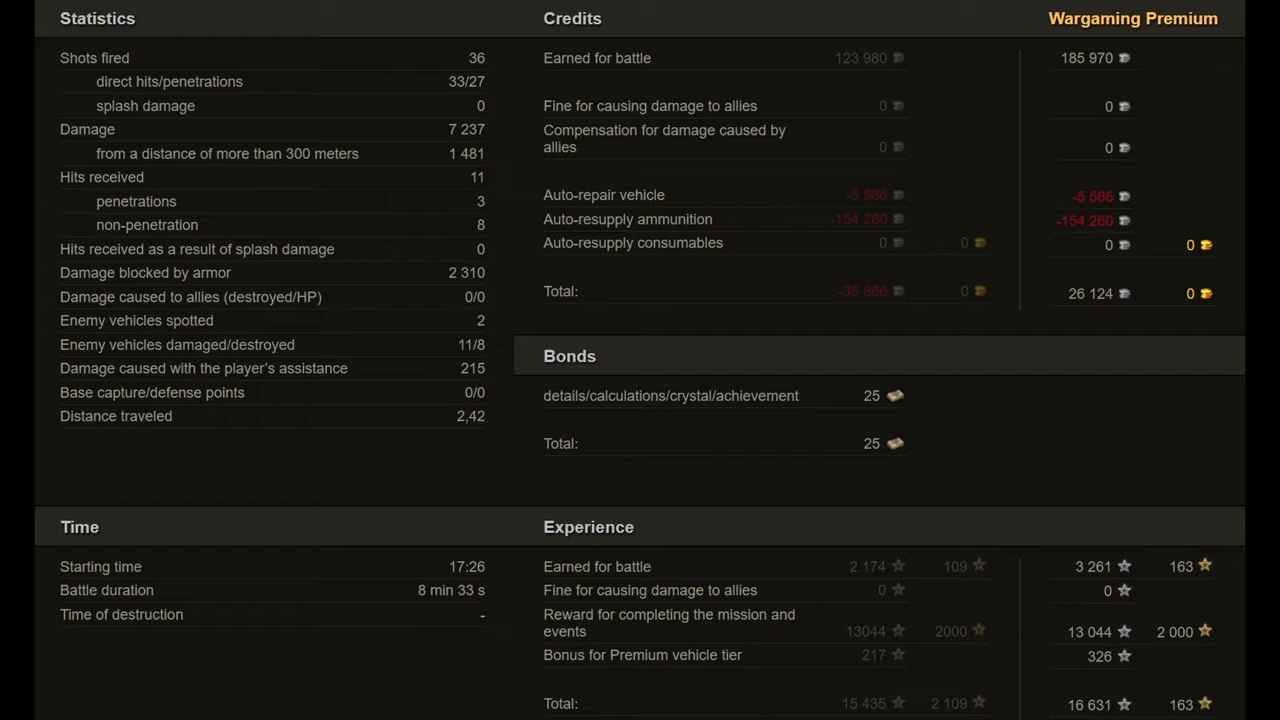 Statistics
Shots fired 36
direct hits/penetrations 33/27
splash damage 0
Damage 7 237
from a distance of more than 300 meters 1 481
Hits received 11
penetrations 3
non-penetration 8
Hits received as a result of splash damage 0
Damage blocked by armor 2 310
Damage caused to allies (destroyed/HP) 0/0
Enemy vehicles spotted 2
Enemy vehicles damaged/destroyed 11/8
Damage caused with the player's assistance 215
Base capture/defense points 0/0
Distance traveled 2,42
Credits Wargaming Premium
Earned for battle 123 980 185 970
Fine for causing damage to allies 0 0
Compensation for damage caused by
allies 0 0
Auto-repair vehicle -5 586 -5 586
Auto-resupply ammunition -154 260 -154 260
Auto-resupply consumables 0 0 0 0
Total: -35 866 0 26 124 0
Bonds
details/calculations/crystal/achievement 25
Total: 25
Time
Starting time 17:26
Battle duration 8 min 33 s
Time of destruction -
Experience
Earned for battle 2 174 109 3 261 163
Fine for causing damage to allies 0 0
Reward for completing the mission and
events 13044 2000 13 044 2 000
Bonus for Premium vehicle tier 217 326
Total: 15 435 2 109 16 631 163